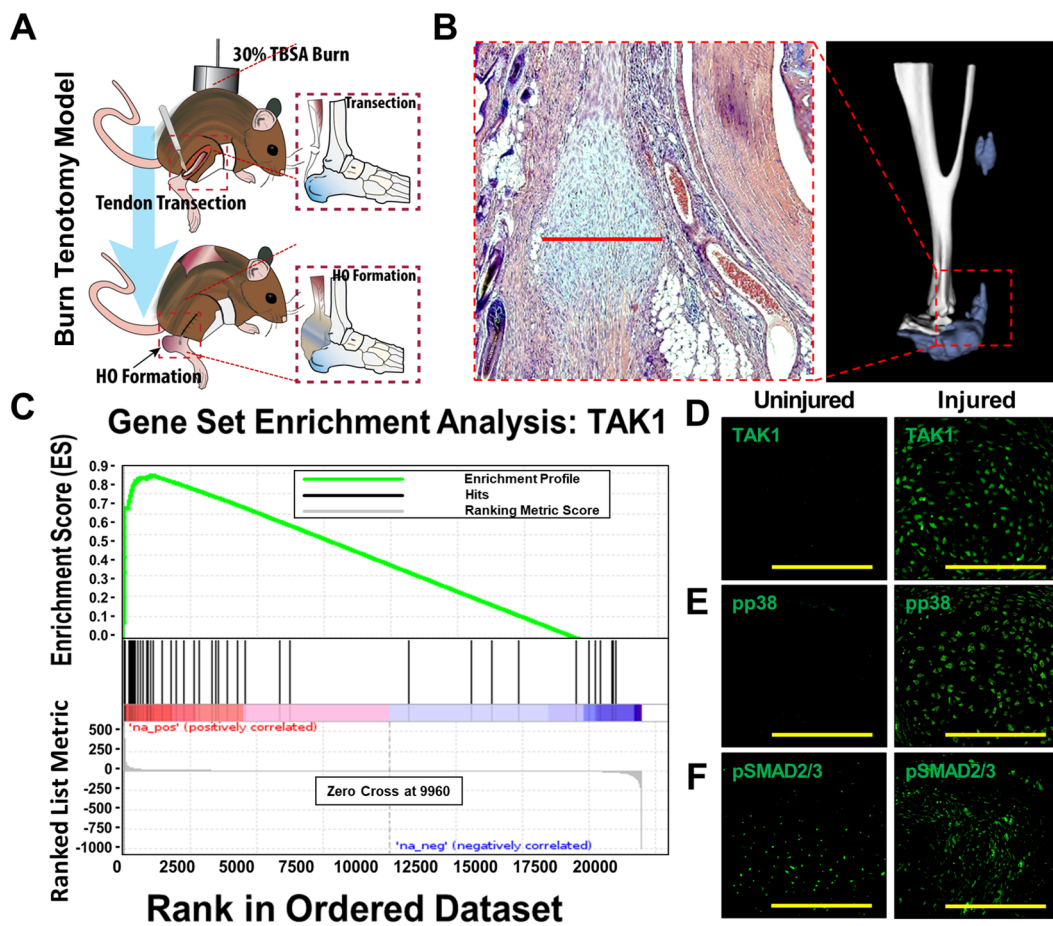 A
Burn Tenotomy Model
30% TBSA Burn
Transection
Tendon Transection
HO Formation
HO Formation
B
C
Gene Set Enrichment Analysis: TAK1
Enrichment Score (ES)
0.9
0.8
0.7
0.6
0.5
0.4
0.3
0.2
0.1
0.0
Enrichment Profile
Hits
Ranking Metric Score
Ranked List Metric
'na_pos' (positively correlated)
500
250
0
-250
-500
-750
-1000
Zero Cross at 9960
'na_neg' (negatively correlated)
0 2500 5000 7500 10000 12500 15000 17500 20000
Rank in Ordered Dataset
Uninjured Injured
D
TAK1 TAK1
E
pp38 pp38
F
pSMAD2/3 pSMAD2/3